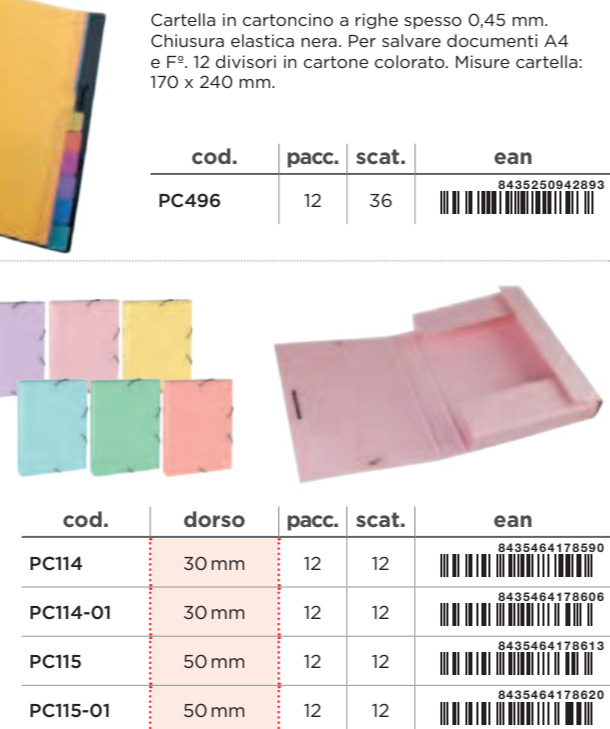 Cartella in cartoncino a righe spesso 0,45 mm.
Chiusura elastica nera. Per salvare documenti A4
e Fº. 12 divisori in cartone colorato. Misure cartella:
170 x 240 mm.
cod. pacc. scat. ean
PC496 12 36 8435250942893
cod. dorso pacc. scat. ean
PC114 30 mm 12 12 8435464178590
PC114-01 30 mm 12 12 8435464178606
PC115 50 mm 12 12 8435464178613
PC115-01 50 mm 12 12 8435464178620